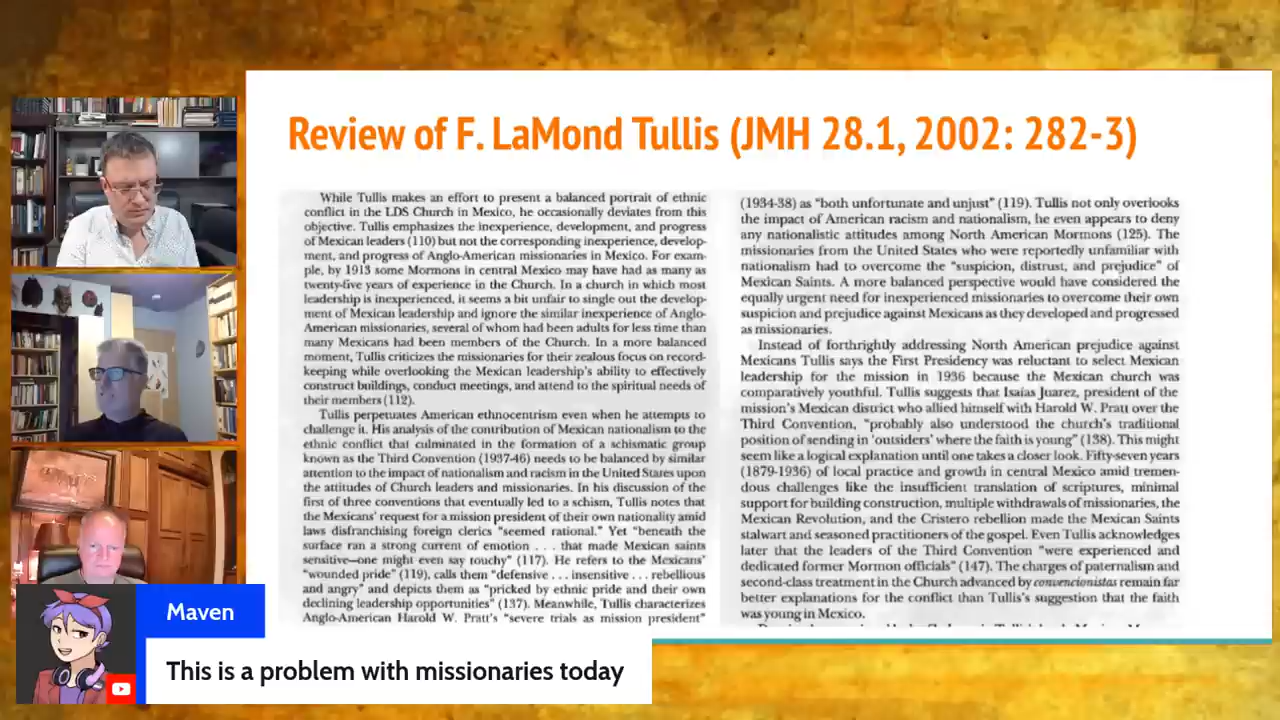 Review of F. LaMond Tullis (JMH 28.1, 2002: 282-3)
While Tullis makes an effort to present a balanced portrait of ethnic
conflict in the LDS Church in Mexico, he occasionally deviates from this
objective. Tullis emphasizes the inexperience, development, and progress
of Mexican leaders (110) but not the corresponding inexperience, develop-
ment, and progress of Anglo-American missionaries in Mexico. For exam-
ple, by 1913 some Mormons in central Mexico may have had as many as
twenty-five years of experience in the Church. In a church in which most
leadership is inexperienced, it seems a bit unfair to single out the develop-
ment of Mexican leadership and ignore the similar inexperience of Anglo-
American missionaries, several of whom had been adults for less time than
many Mexicans had been members of the Church. In a more balanced
moment, Tullis criticizes the missionaries for their zealous focus on record-
keeping while overlooking the Mexican leadership's ability to effectively
construct buildings, conduct meetings, and attend to the spiritual needs of
their members (112).
Tullis perpetuates American ethnocentrism even when he attempts to
challenge it. His analysis of the contribution of Mexican nationalism to the
ethnic conflict that culminated in the formation of a schismatic group
known as the Third Convention (1937-46) needs to be balanced by similar
attention to the impact of nationalism and racism in the United States upon
the attitudes of Church leaders and missionaries. In his discussion of the
first of three conventions that eventually led to a schism, Tullis notes that
the Mexicans' request for a mission president of their own nationality amid
laws disfranchising foreign clerics "seemed rational." Yet "beneath the
surface ran a strong current of emotion . . . that made Mexican saints
sensitive—one might even say touchy" (117). He refers to the Mexicans'
"wounded pride" (119), calls them "defensive . . . insensitive . . . rebellious
and angry" and depicts them as "pricked by ethnic pride and their own
declining leadership opportunities" (137). Meanwhile, Tullis characterizes
Anglo-American Harold W. Pratt's "severe trials as mission president"
(1934-38) as "both unfortunate and unjust" (119). Tullis not only overlooks
the impact of American racism and nationalism, he even appears to deny
any nationalistic attitudes among North American Mormons (125). The
missionaries from the United States who were reportedly unfamiliar with
nationalism had to overcome the "suspicion, distrust, and prejudice" of
Mexican Saints. A more balanced perspective would have considered the
equally urgent need for inexperienced missionaries to overcome their own
suspicion and prejudice against Mexicans as they developed and progressed
as missionaries.
Instead of forthrightly addressing North American prejudice against
Mexicans Tullis says the First Presidency was reluctant to select Mexican
leadership for the mission in 1936 because the Mexican church was
comparatively youthful. Tullis suggests that Isaías Juarez, president of the
mission's Mexican district who allied himself with Harold W. Pratt over the
Third Convention, "probably also understood the church's traditional
position of sending in 'outsiders' where the faith is young" (138). This might
seem like a logical explanation until one takes a closer look. Fifty-seven years
(1879-1936) of local practice and growth in central Mexico amid tremen-
dous challenges like the insufficient translation of scriptures, minimal
support for building construction, multiple withdrawals of missionaries, the
Mexican Revolution, and the Cristero rebellion made the Mexican Saints
stalwart and seasoned practitioners of the gospel. Even Tullis acknowledges
later that the leaders of the Third Convention "were experienced and
dedicated former Mormon officials" (147). The charges of paternalism and
second-class treatment in the Church advanced by convencionistas remain far
better explanations for the conflict than Tullis's suggestion that the faith
was young in Mexico.
Maven
This is a problem with missionaries today